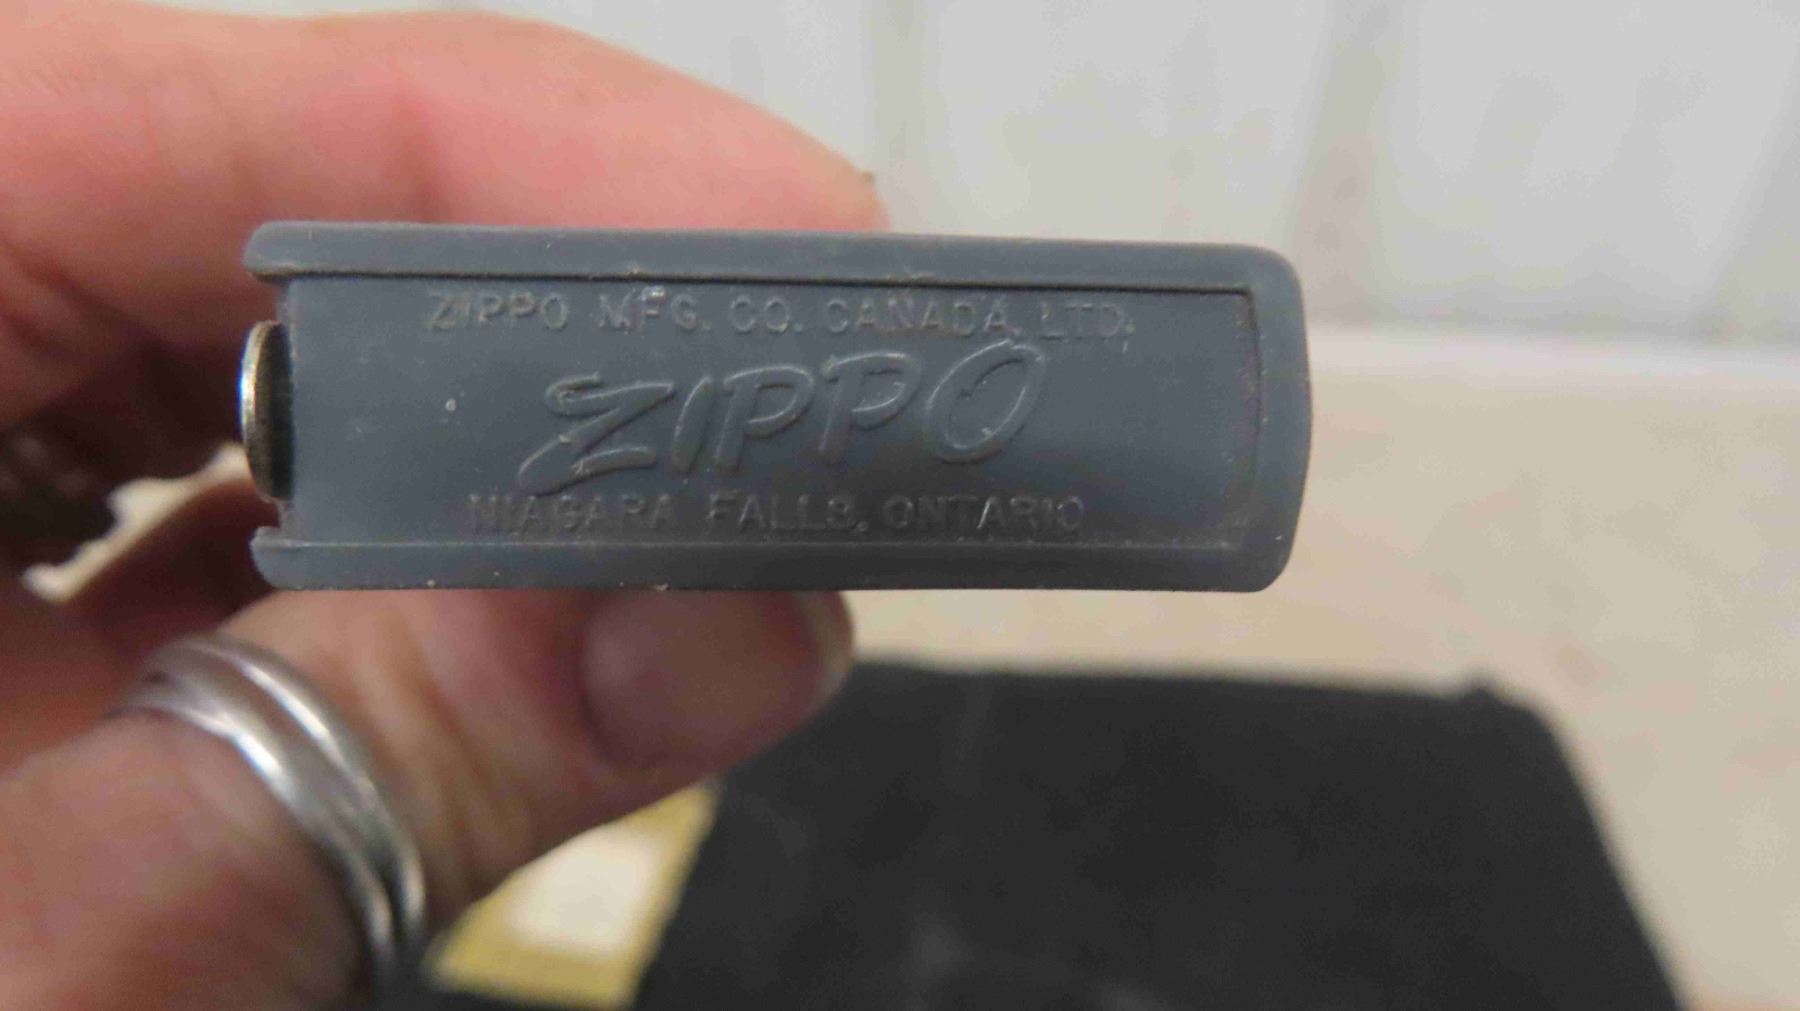 ZIPPO MFG. CO. CANADA, LTD.
ZIPPO
NIAGARA FALLS, ONTARIO